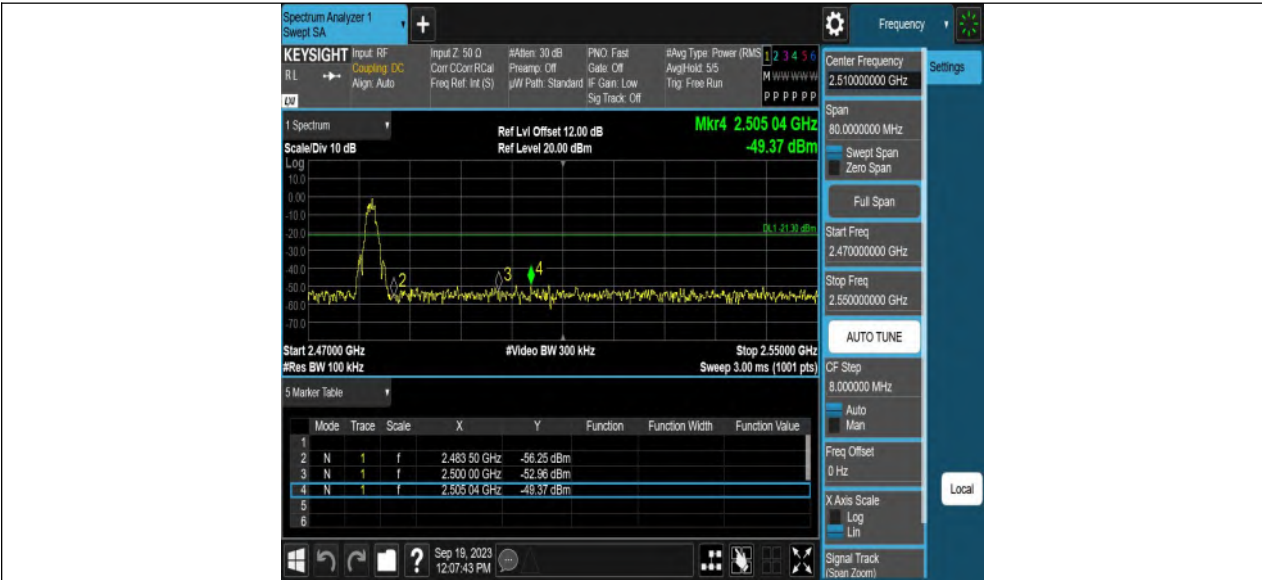 Spectrum Analyzer 1
Swept SA
+
Frequency
KEYSIGHT
Input: RF
Coupling: DC
Align: Auto
Input Z: 50 Ω
Corr CCorr RCal
Freq Ref: Int (S)
#Atten: 30 dB
Preamp: Off
µW Path: Standard
PNO: Fast
Gate: Off
IF Gain: Low
Sig Track: Off
#Avg Type: Power (RMS
Avg|Hold: 5/5
Trig: Free Run
1 2 3 4 5 6
M W W W W W
P P P P P P
R L
LXI
Center Frequency
2.510000000 GHz
Settings
Span
80.0000000 MHz
Swept Span
Zero Span
Full Span
Start Freq
2.470000000 GHz
Stop Freq
2.550000000 GHz
AUTO TUNE
CF Step
8.000000 MHz
Auto
Man
Freq Offset
0 Hz
X Axis Scale
Log
Lin
Signal Track
(Span Zoom)
Local
1 Spectrum
Scale/Div 10 dB
Ref Lvl Offset 12.00 dB
Ref Level 20.00 dBm
Mkr4 2.505 04 GHz
-49.37 dBm
Log
10.0
0.00
-10.0
-20.0
-30.0
-40.0
-50.0
-60.0
-70.0
DL1 -21.30 dBm
2
3
4
Start 2.47000 GHz
#Res BW 100 kHz
#Video BW 300 kHz
Stop 2.55000 GHz
Sweep 3.00 ms (1001 pts)
5 Marker Table
Mode Trace Scale X Y Function Function Width Function Value
1
2 N 1 f 2.483 50 GHz -56.25 dBm
3 N 1 f 2.500 00 GHz -52.96 dBm
4 N 1 f 2.505 04 GHz -49.37 dBm
5
6
?
Sep 19, 2023
12:07:43 PM